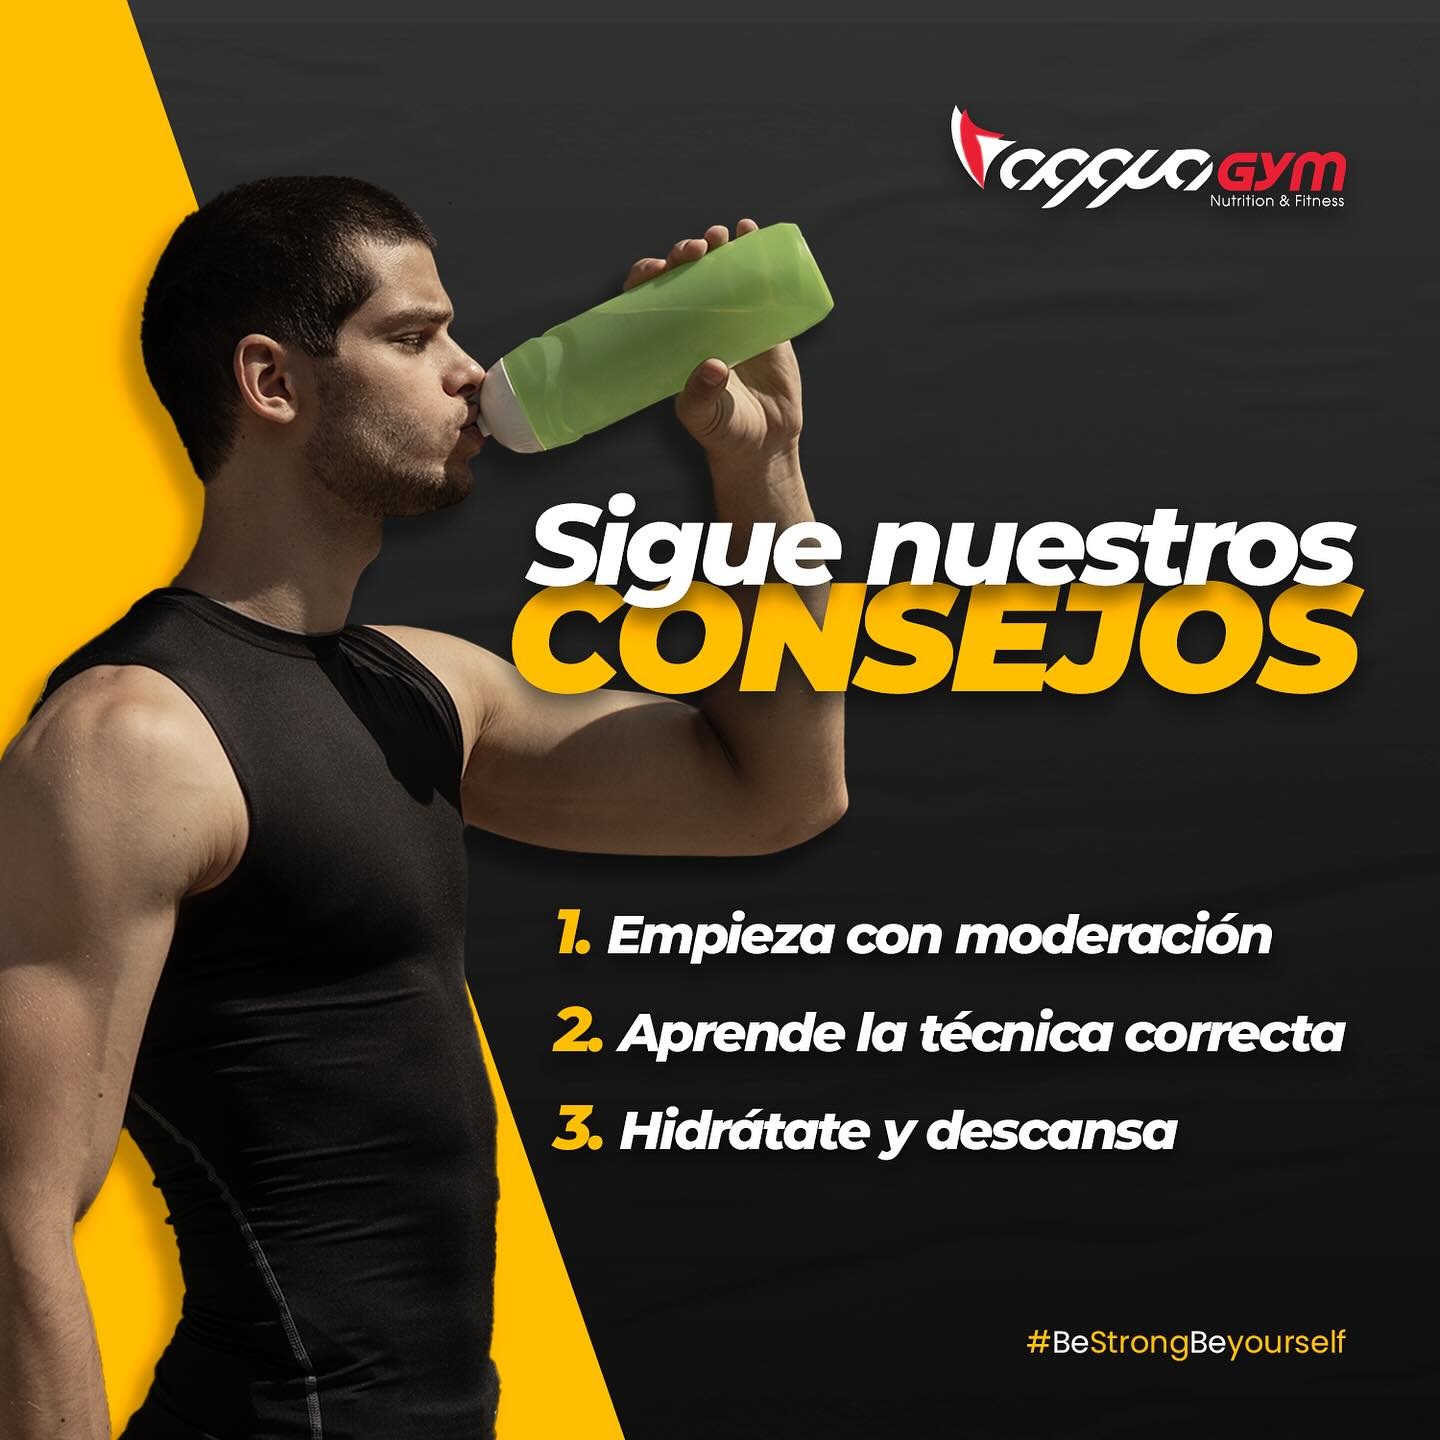 GYM
Nutrition & Fitness
Sigue nuestros
CONSEJOS
1. Empieza con moderación
2. Aprende la técnica correcta
3. Hidrátate y descansa
#BeStrongBeyourself